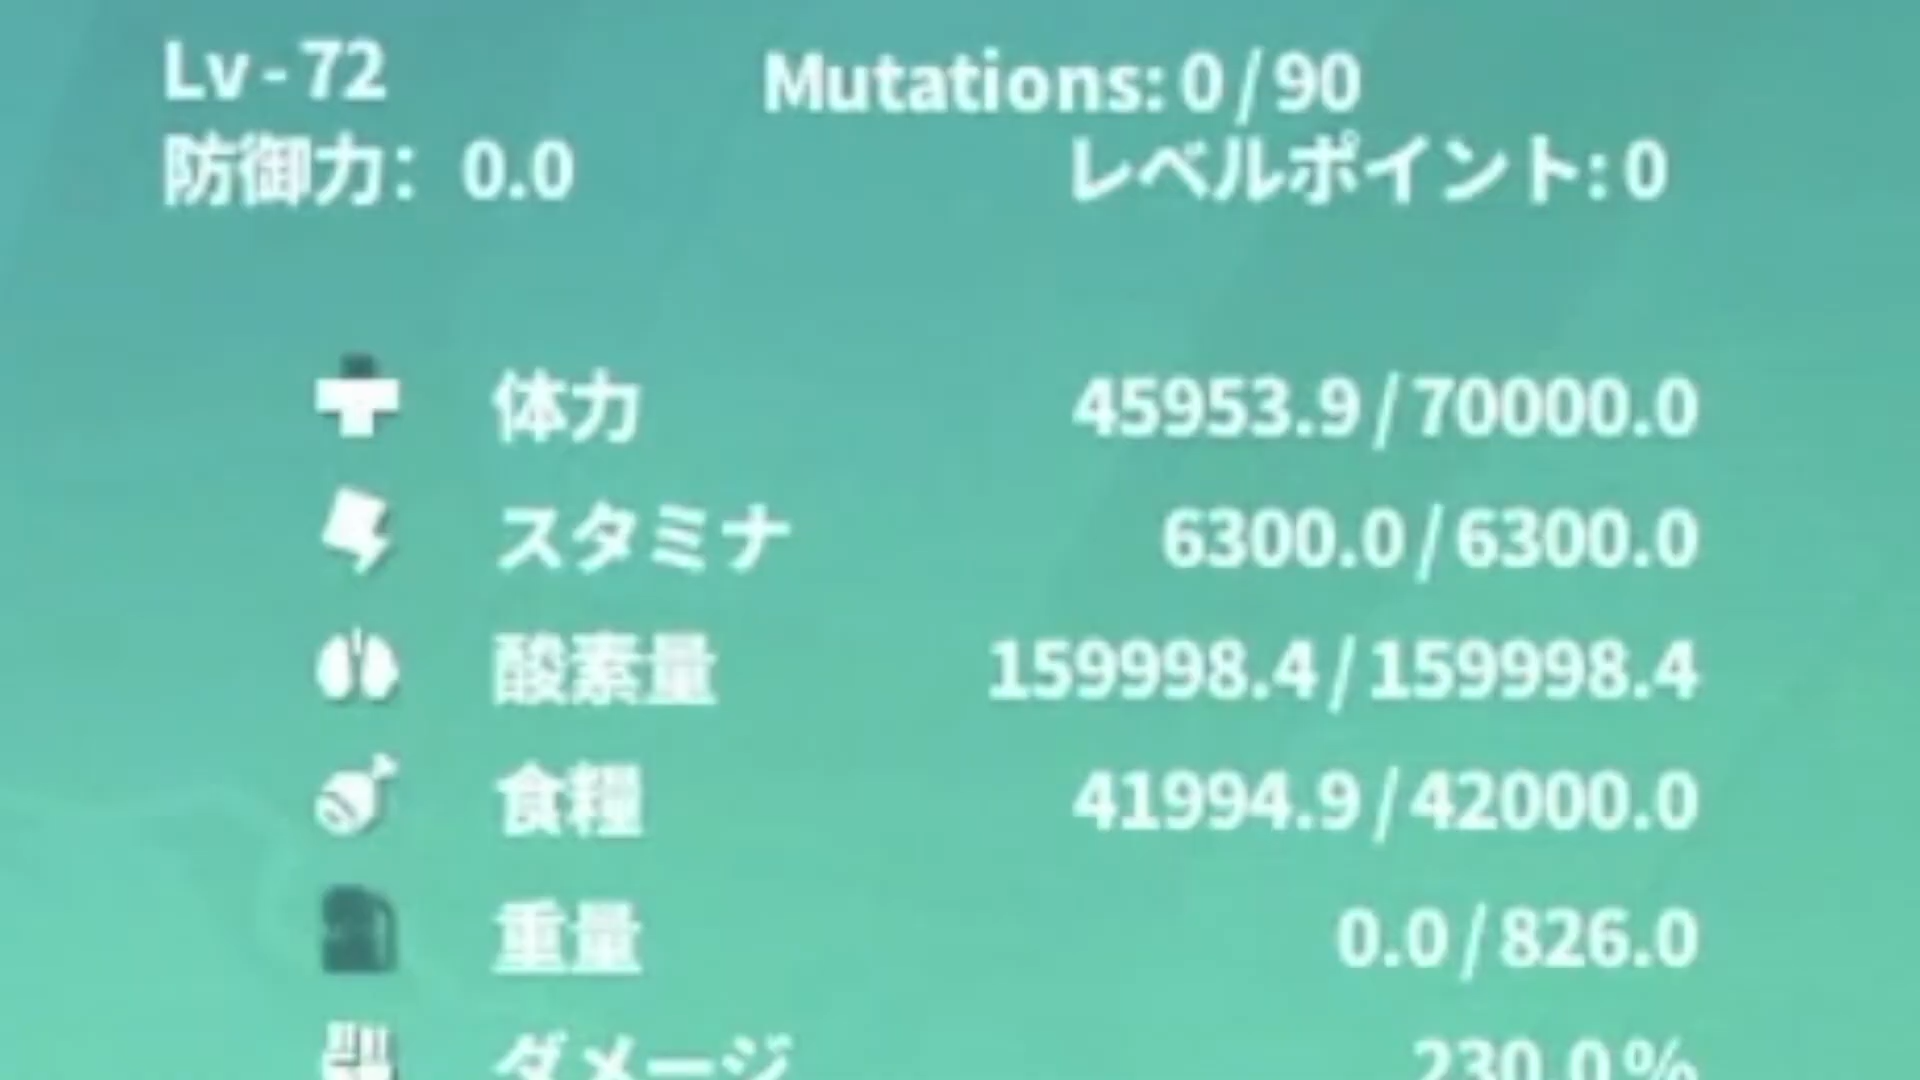 Lv-72
Mutations: 0/90
防御力: 0.0
レベルポイント: 0
体力 45953.9/70000.0
スタミナ 6300.0/6300.0
酸素量 159998.4/159998.4
食糧 41994.9/42000.0
重量 0.0/826.0
ダメージ 230.0%